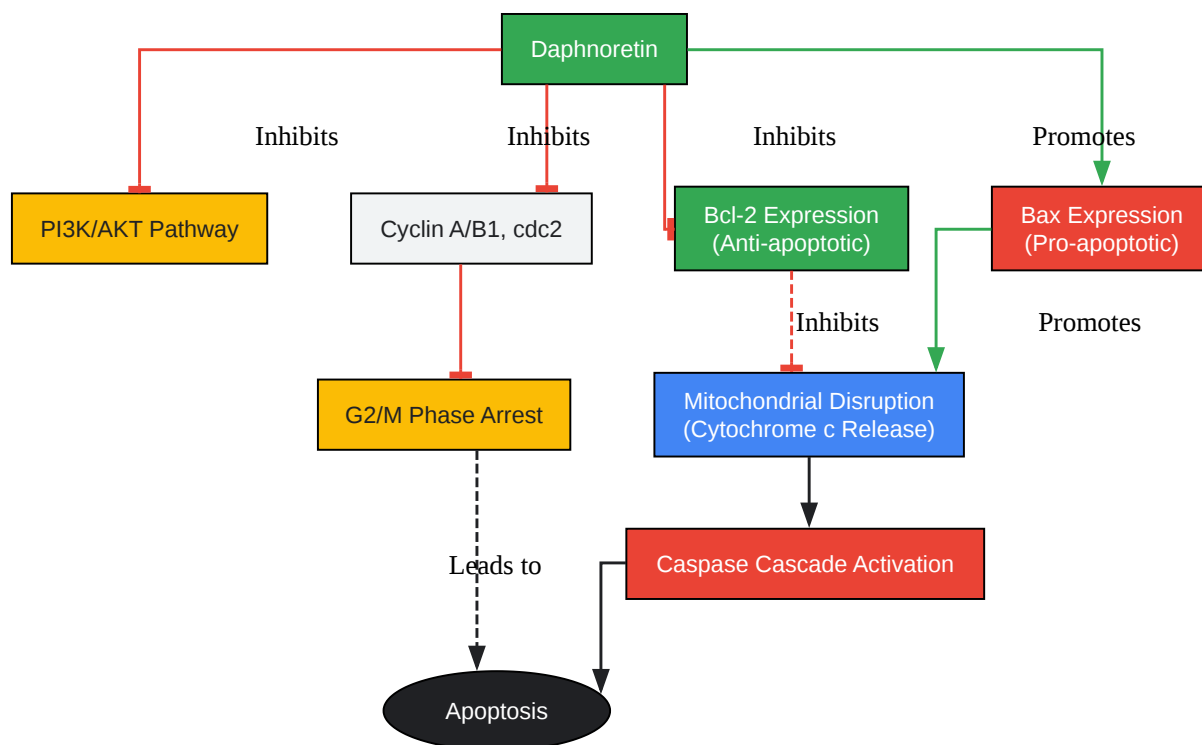 Daphnoretin
Inhibits
Inhibits
Inhibits
Promotes
PI3K/AKT Pathway
Cyclin A/B1, cdc2
Bcl-2 Expression
(Anti-apoptotic)
Bax Expression
(Pro-apoptotic)
Inhibits
Promotes
G2/M Phase Arrest
Mitochondrial Disruption
(Cytochrome c Release)
Leads to
Caspase Cascade Activation
Apoptosis